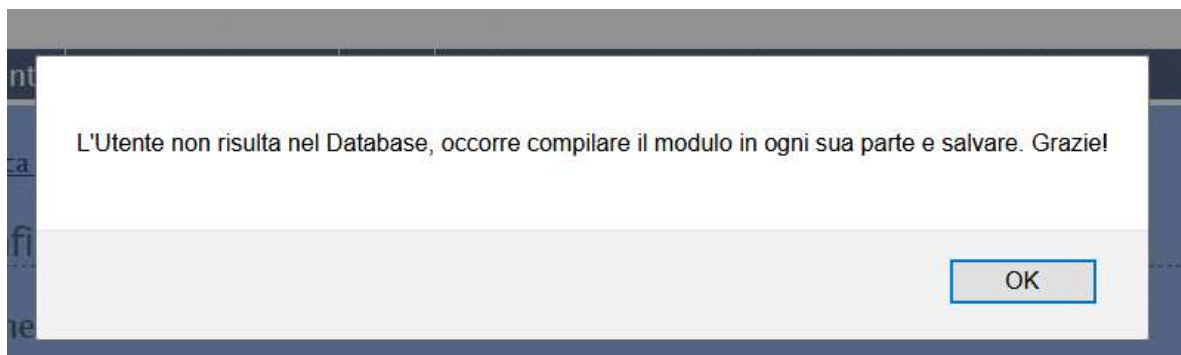 L'Utente non risulta nel Database, occorre compilare il modulo in ogni sua parte e salvare. Grazie!
OK